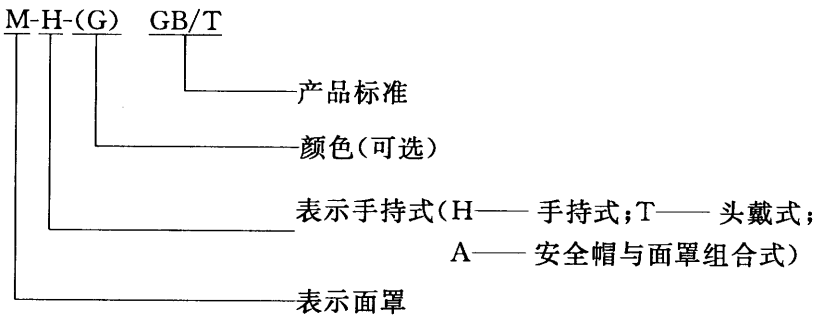 M-H-(G) GB/T
产品标准
颜色(可选)
表示手持式(H—— 手持式;T—— 头戴式;
A—— 安全帽与面罩组合式)
表示面罩